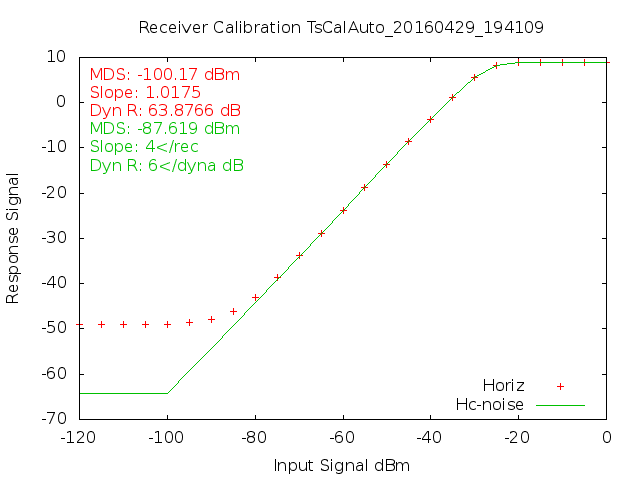 Receiver Calibration TsCalAuto_20160429_194109
10
0
-10
-20
-30
-40
-50
-60
-70
Response Signal
MDS: -100.17 dBm
Slope: 1.0175
Dyn R: 63.8766 dB
MDS: -87.619 dBm
Slope: 4</rec
Dyn R: 6</dyna dB
Horiz
Hc-noise
-120 -100 -80 -60 -40 -20 0
Input Signal dBm